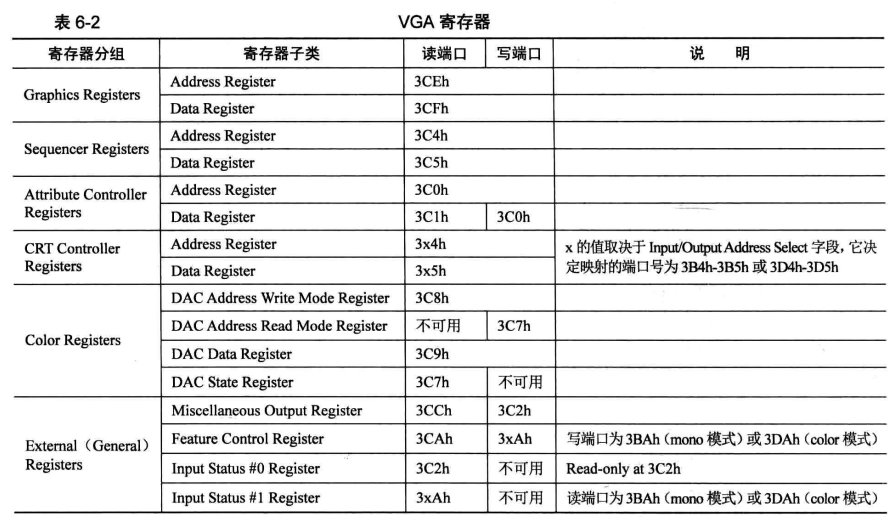 表 6-2 VGA 寄存器
寄存器分组 寄存器子类 读端口 写端口 说 明
Graphics Registers Address Register 3CEh
Data Register 3CFh
Sequencer Registers Address Register 3C4h
Data Register 3C5h
Attribute Controller Registers Address Register 3C0h
Data Register 3C1h 3C0h
CRT Controller Registers Address Register 3x4h x 的值取决于 Input/Output Address Select 字段，它决
Data Register 3x5h 定映射的端口号为 3B4h-3B5h 或 3D4h-3D5h
Color Registers DAC Address Write Mode Register 3C8h
DAC Address Read Mode Register 不可用 3C7h
DAC Data Register 3C9h
DAC State Register 3C7h 不可用
External（General） Registers Miscellaneous Output Register 3CCh 3C2h
Feature Control Register 3CAh 3xAh 写端口为 3BAh（mono 模式）或 3DAh（color 模式）
Input Status #0 Register 3C2h 不可用 Read-only at 3C2h
Input Status #1 Register 3xAh 不可用 读端口为 3BAh（mono 模式）或 3DAh（color 模式）